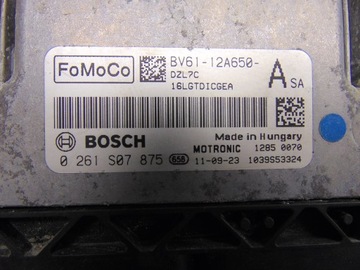 FoMoCo
BV61-12A650-
DZL7C
16LGTDICGEA
A SA
BOSCH
Made in Hungary
MOTRONIC 1285 0070
0 261 S07 875 658 11-09-23 1039S53324